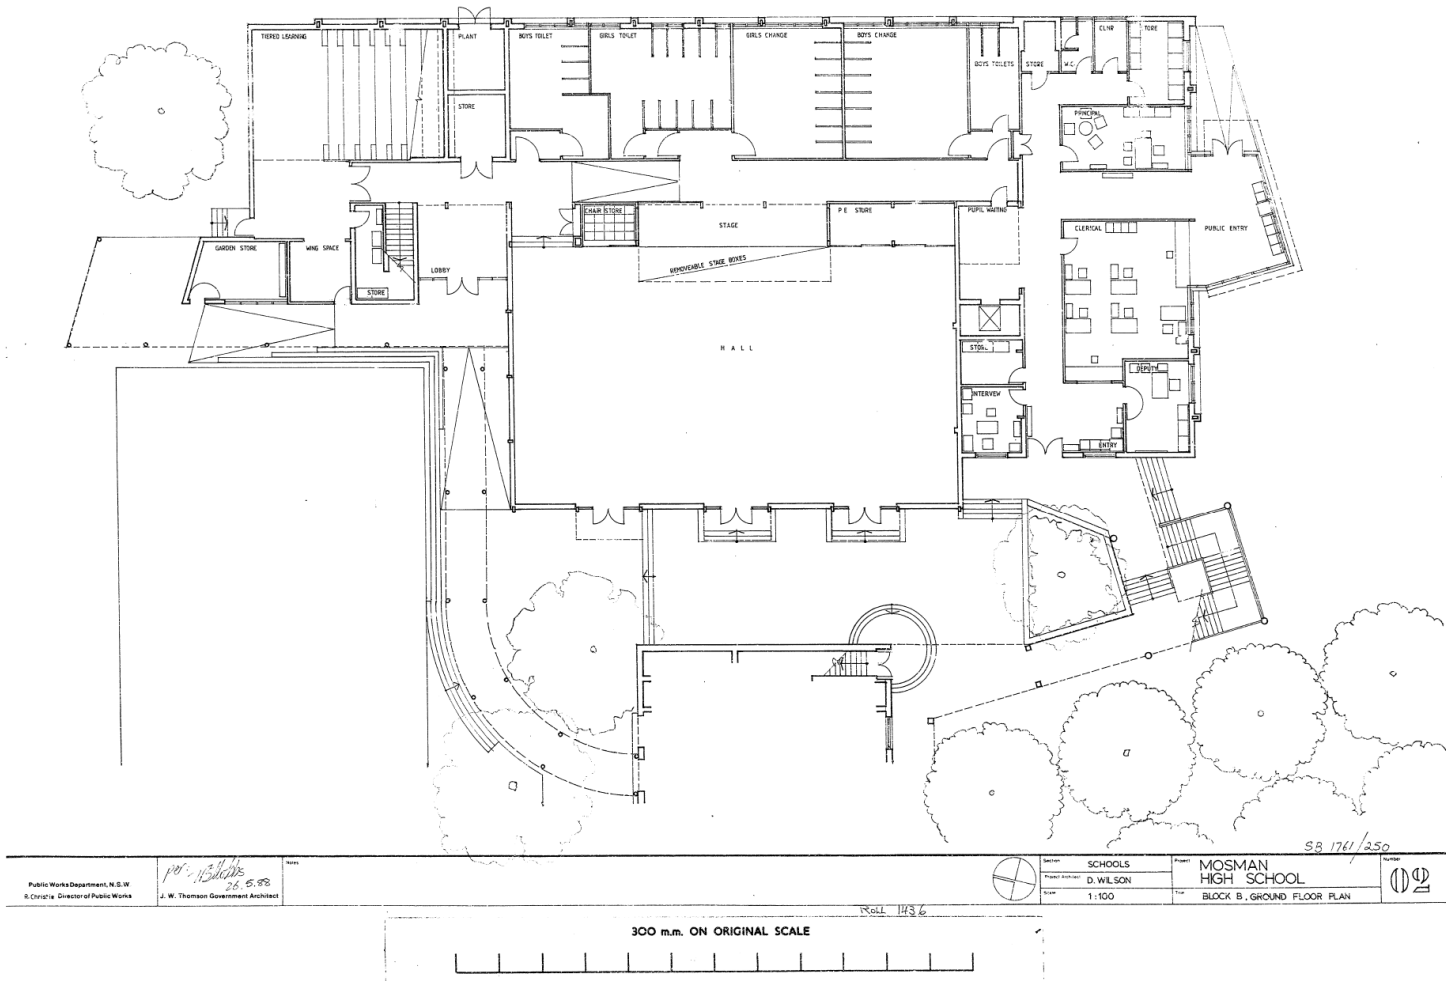 TIERED LEARNING
PLANT
BOYS TOILET
GIRLS TOILET
GIRLS CHANGE
BOYS CHANGE
BOYS TOILETS
STORE
W.C.
CLNR
TORE
STORE
PRINCIPAL
CHAIR STORE
STAGE
P E STORE
PUPIL WAITING
CLERICAL
PUBLIC ENTRY
GARDEN STORE
WING SPACE
LOBBY
REMOVEABLE STAGE BOXES
STORE
HALL
DEPUTY
INTERVEW
ENTRY
SB 1761/250
Public Works Department, N.S.W
R. Christie Director of Public Works
per:
26.5.88
J. W. Thomson Government Architect
Notes
Section
SCHOOLS
Project Architect
D. WILSON
Scale
1:100
Project
MOSMAN
HIGH SCHOOL
Title
BLOCK B, GROUND FLOOR PLAN
Number
02
ROLL 1436
300 m.m. ON ORIGINAL SCALE